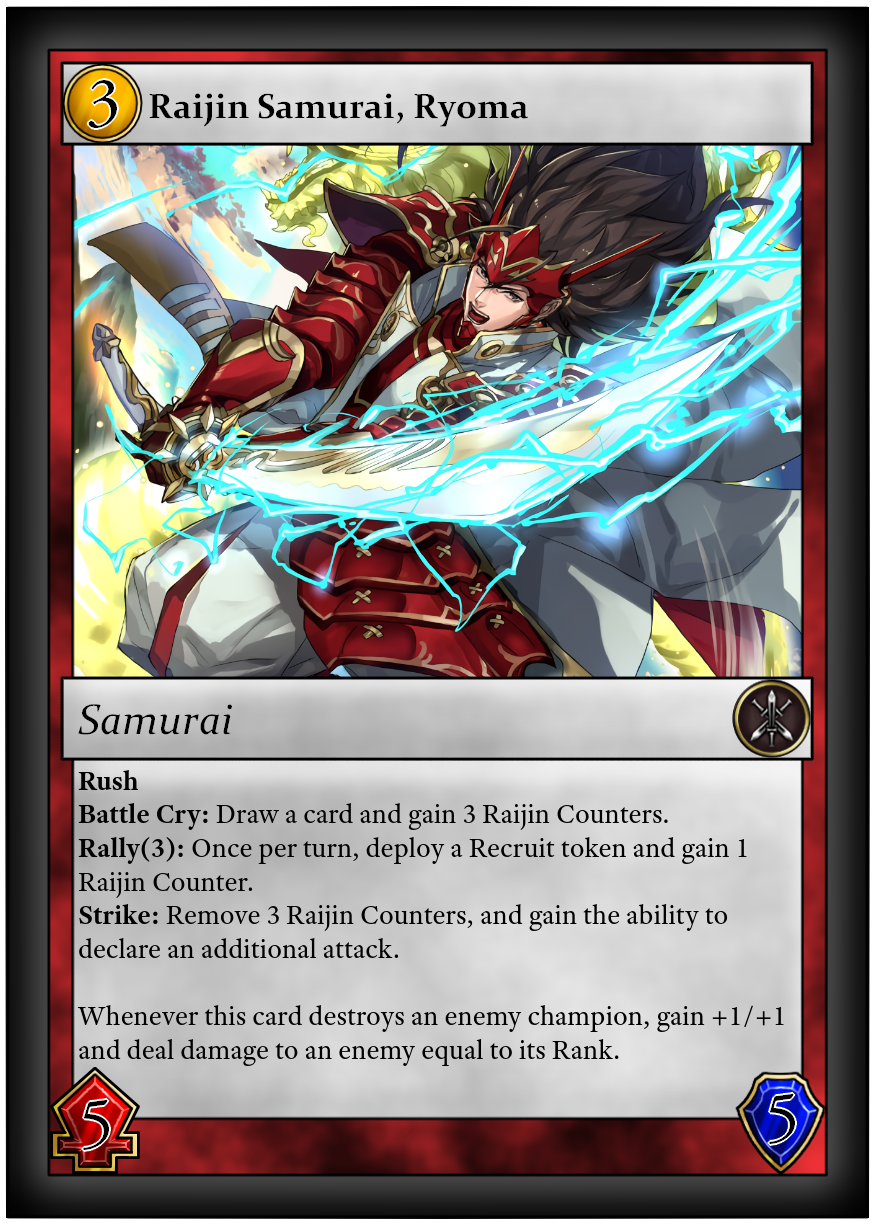 3
Raijin Samurai, Ryoma
Samurai
Rush
Battle Cry: Draw a card and gain 3 Raijin Counters.
Rally(3): Once per turn, deploy a Recruit token and gain 1
Raijin Counter.
Strike: Remove 3 Raijin Counters, and gain the ability to
declare an additional attack.
Whenever this card destroys an enemy champion, gain +1/+1
and deal damage to an enemy equal to its Rank.
5
5